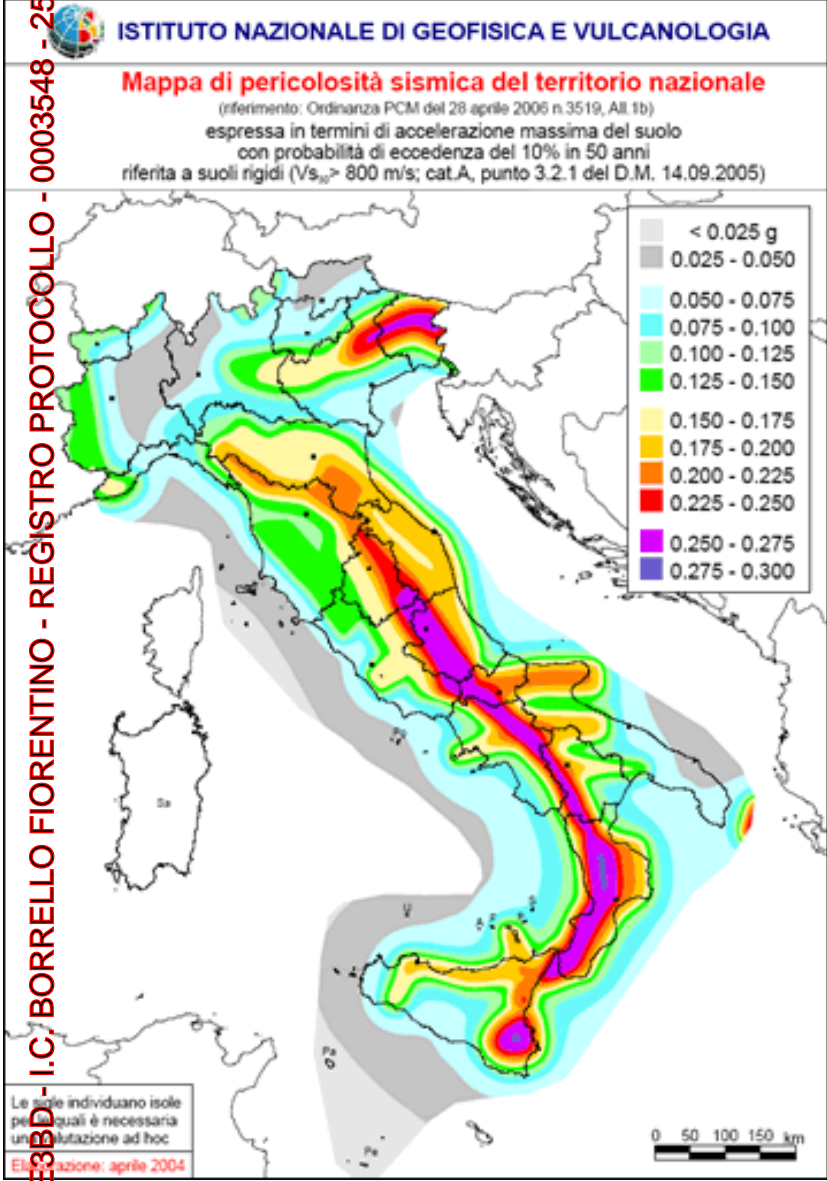 E3BD - I.C. BORRELLO FIORENTINO - REGISTRO PROTOCOLLO - 0003548 - 25
ISTITUTO NAZIONALE DI GEOFISICA E VULCANOLOGIA
Mappa di pericolosità sismica del territorio nazionale
(riferimento: Ordinanza PCM del 28 aprile 2006 n.3519, All.1b)
espressa in termini di accelerazione massima del suolo
con probabilità di eccedenza del 10% in 50 anni
riferita a suoli rigidi (Vs₃₀> 800 m/s; cat.A, punto 3.2.1 del D.M. 14.09.2005)
< 0.025 g
0.025 - 0.050
0.050 - 0.075
0.075 - 0.100
0.100 - 0.125
0.125 - 0.150
0.150 - 0.175
0.175 - 0.200
0.200 - 0.225
0.225 - 0.250
0.250 - 0.275
0.275 - 0.300
Sa
U
Pa
Pe
Le sigle individuano isole
per le quali è necessaria
una valutazione ad hoc
Elaborazione: aprile 2004
0 50 100 150 km